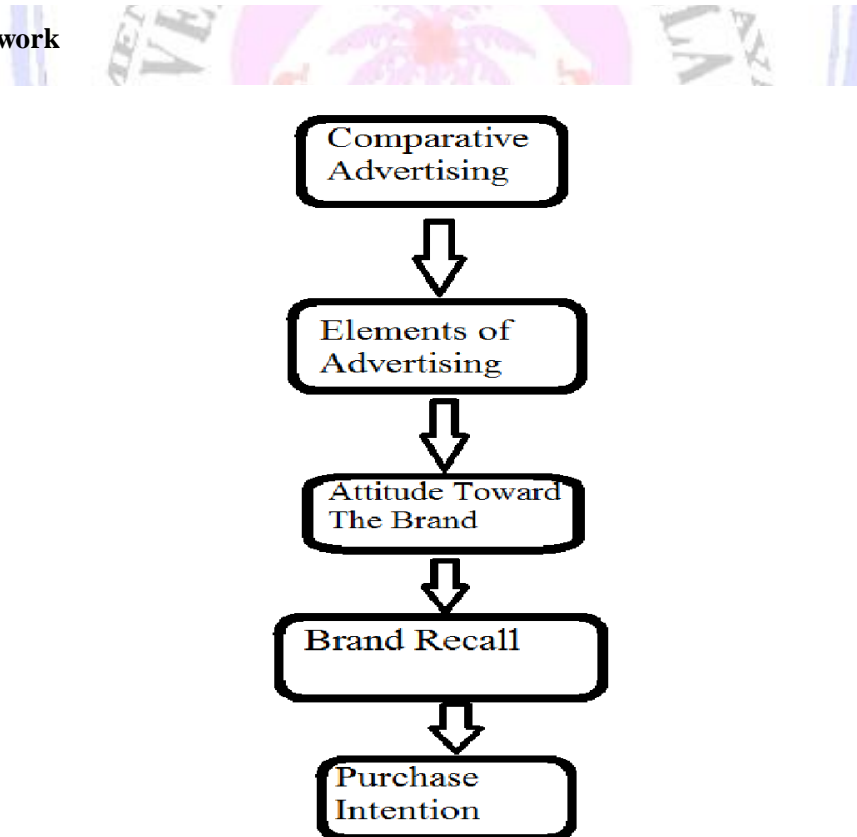 work
Comparative
Advertising
Elements of
Advertising
Attitude Toward
The Brand
Brand Recall
Purchase
Intention